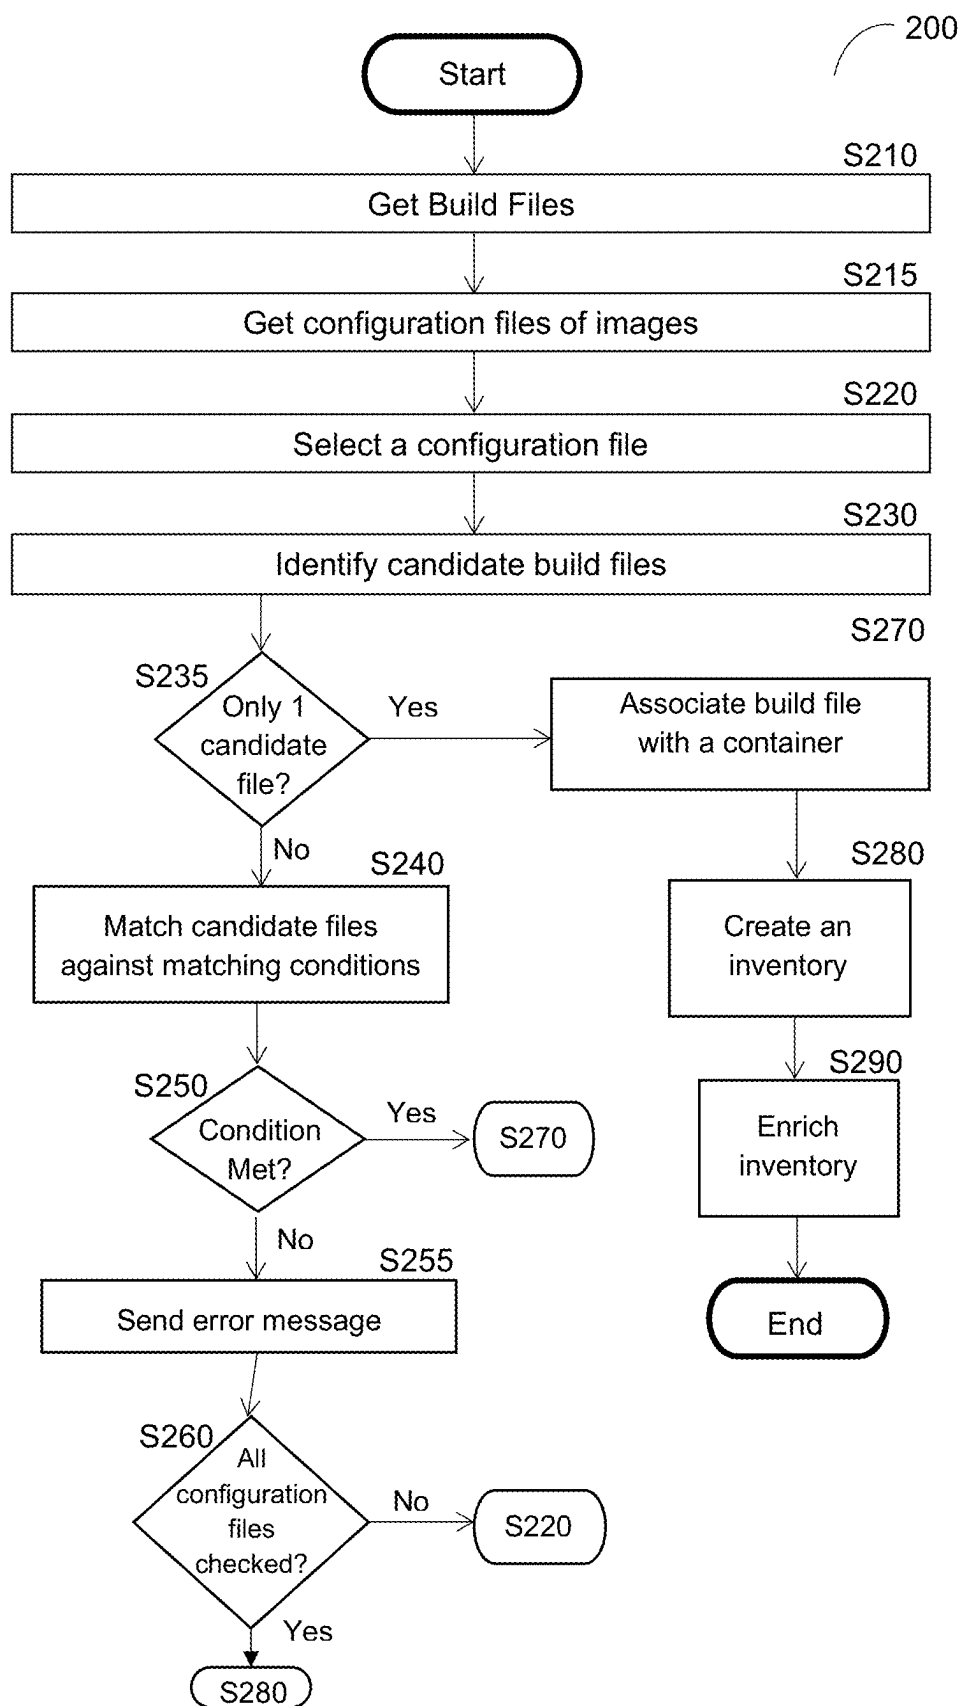 200
Start
S210
Get Build Files
S215
Get configuration files of images
S220
Select a configuration file
S230
Identify candidate build files
S270
S235
Only 1
candidate
file?
Yes
Associate build file
with a container
No
S240
Match candidate files
against matching conditions
S280
Create an
inventory
S250
Condition
Met?
Yes
S270
S290
Enrich
inventory
No
S255
Send error message
End
S260
All
configuration
files
checked?
No
S220
Yes
S280